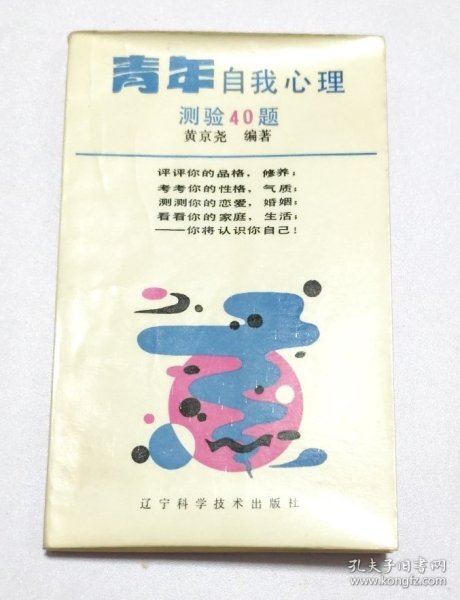 青年自我心理
测验40题
黄京尧 编著
评评你的品格，修养；
考考你的性格，气质；
测测你的恋爱，婚姻；
看看你的家庭，生活；
——你将认识你自己！
辽宁科学技术出版社
孔夫子旧书网
www.kongfz.com